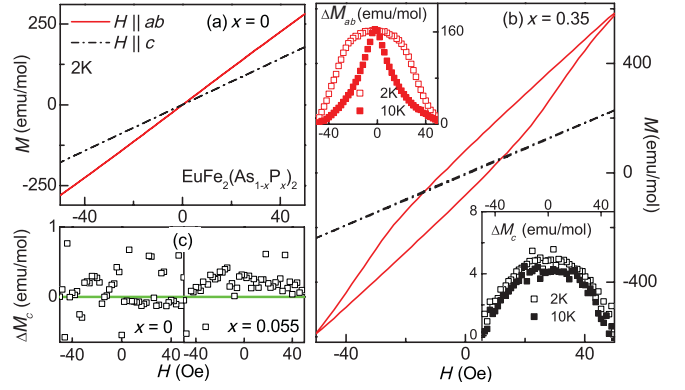 250
0
-250
M (emu/mol)
H || ab
H || c
2K
(a) x = 0
EuFe2(As1-xPx)2
-40
0
40
ΔMab (emu/mol)
160
80
0
2K
10K
-40
0
40
(b) x = 0.35
400
0
-400
M (emu/mol)
1
0
ΔMc (emu/mol)
(c)
x = 0
x = 0.055
-40
0
40
-40
0
40
H (Oe)
ΔMc (emu/mol)
8
4
0
2K
10K
-40
0
40
-40
0
40
H (Oe)